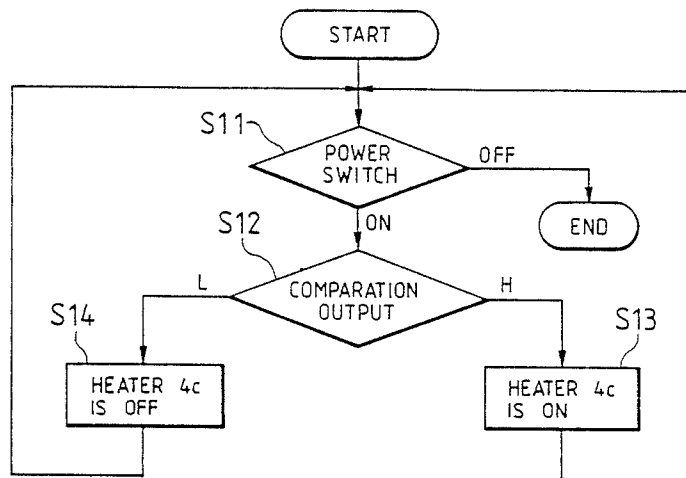 START
S11
POWER
SWITCH
OFF
END
ON
S12
COMPARATION
OUTPUT
L
H
S14
HEATER 4c
IS OFF
S13
HEATER 4c
IS ON